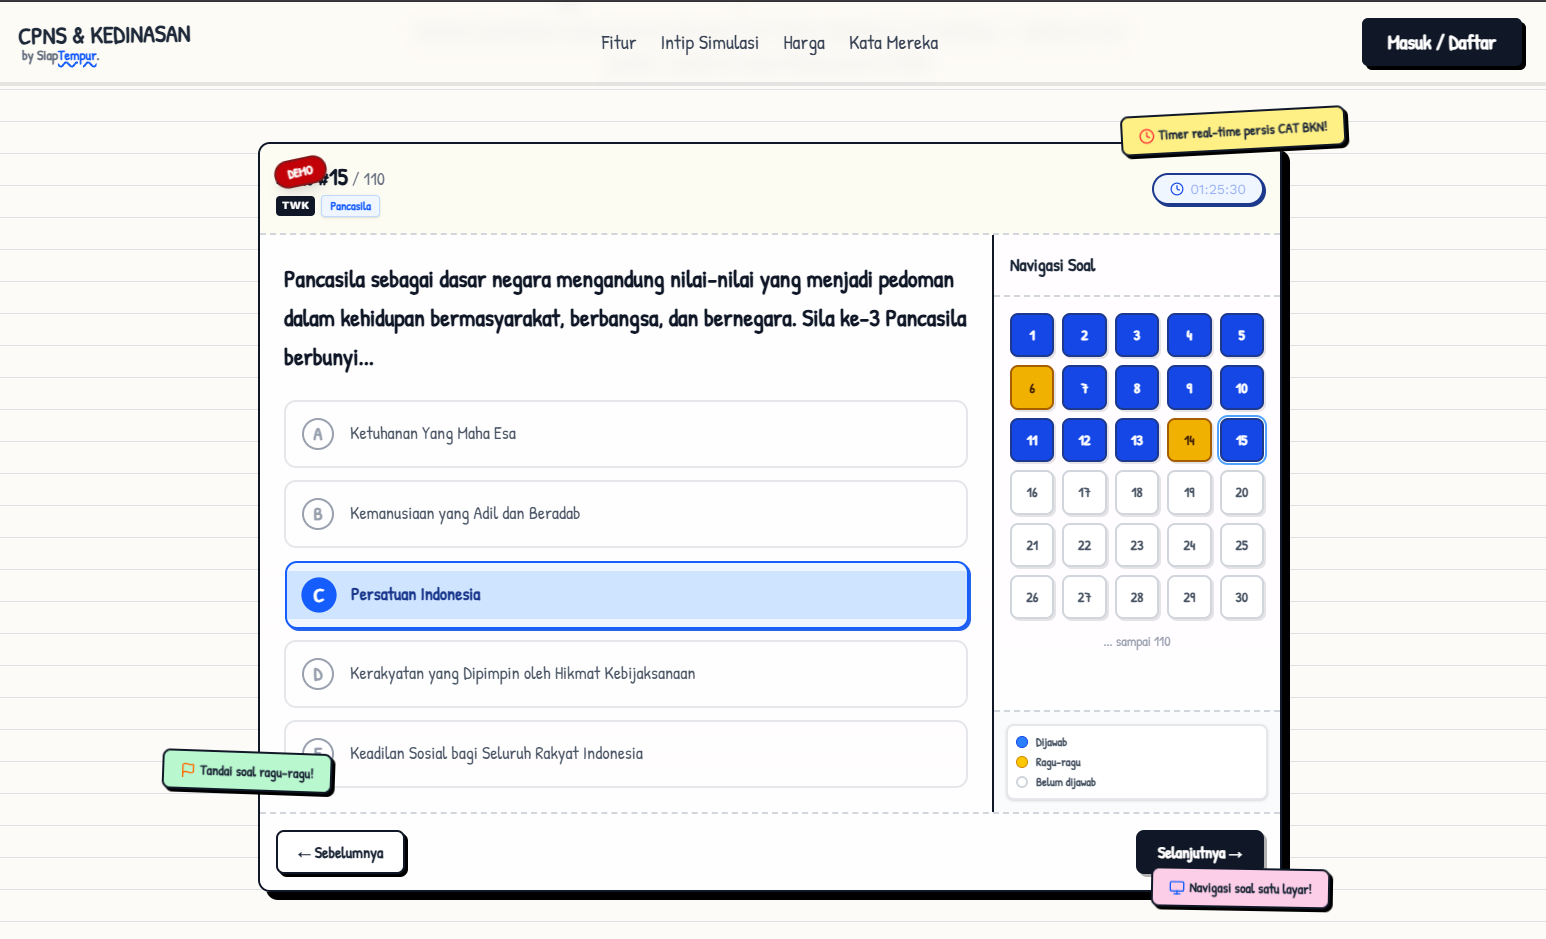 CPNS & KEDINASAN
by SiapTempur.
Fitur
Intip Simulasi
Harga
Kata Mereka
Masuk / Daftar
Timer real-time persis CAT BKN!
DEMO
#15 / 110
TWK
Pancasila
01:25:30
Pancasila sebagai dasar negara mengandung nilai-nilai yang menjadi pedoman
dalam kehidupan bermasyarakat, berbangsa, dan bernegara. Sila ke-3 Pancasila
berbunyi...
A Ketuhanan Yang Maha Esa
B Kemanusiaan yang Adil dan Beradab
C Persatuan Indonesia
D Kerakyatan yang Dipimpin oleh Hikmat Kebijaksanaan
Keadilan Sosial bagi Seluruh Rakyat Indonesia
Tandai soal ragu-ragu!
Navigasi Soal
1 2 3 4 5
6 7 8 9 10
11 12 13 14 15
16 17 18 19 20
21 22 23 24 25
26 27 28 29 30
... sampai 110
Dijawab
Ragu-ragu
Belum dijawab
← Sebelumnya
Selanjutnya →
Navigasi soal satu layar!